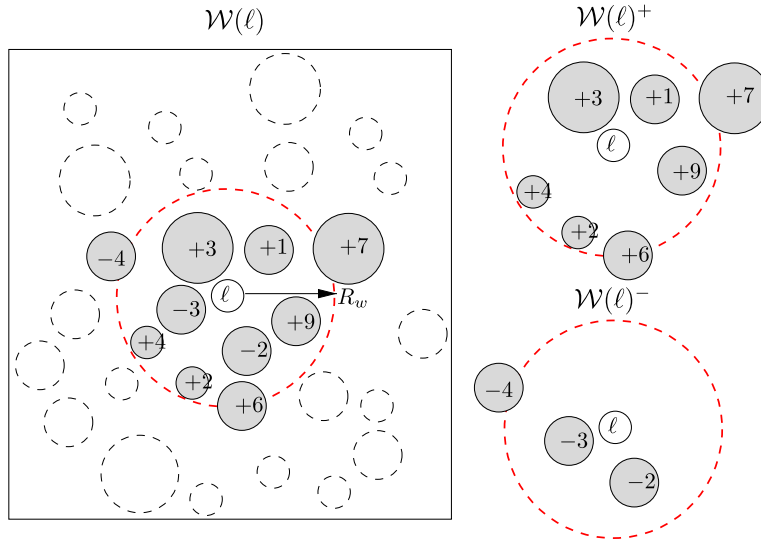 𝒲(ℓ)
+3
+1
+7
−4
ℓ
R_w
−3
+9
+4
−2
+2
+6
𝒲(ℓ)⁺
+3
+1
+7
ℓ
+9
+4
+2
+6
𝒲(ℓ)⁻
−4
ℓ
−3
−2